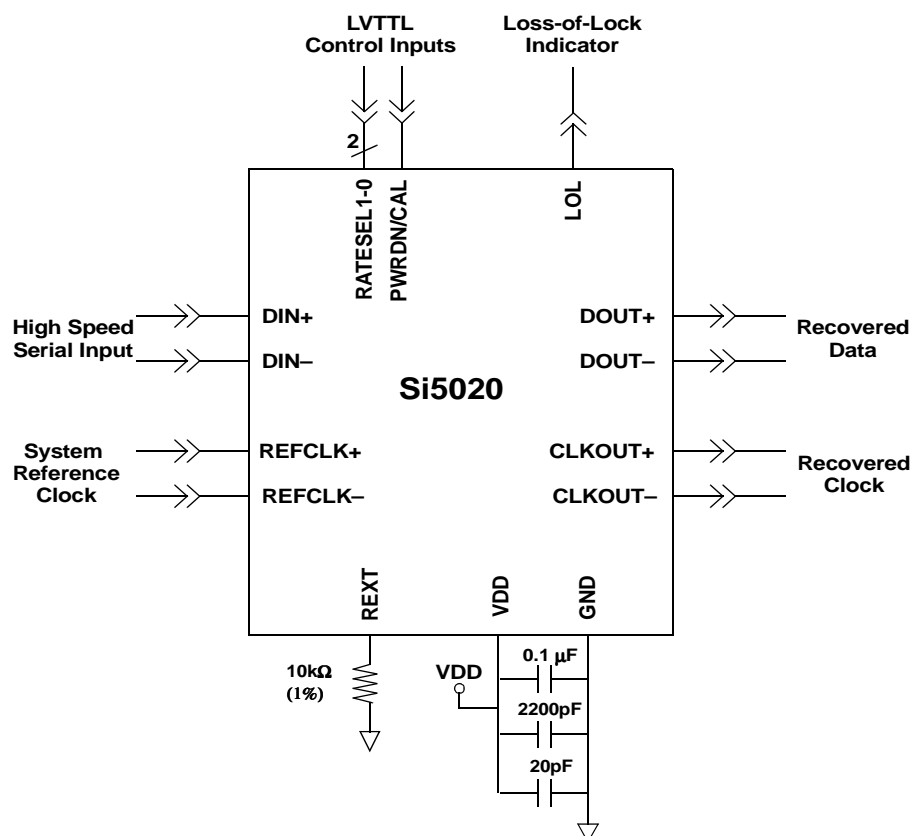 LVTTL
Control Inputs
Loss-of-Lock
Indicator
2
RATESEL1-0
PWRDN/CAL
LOL
High Speed
Serial Input
DIN+
DIN–
DOUT+
DOUT–
Recovered
Data
Si5020
System
Reference
Clock
REFCLK+
REFCLK–
CLKOUT+
CLKOUT–
Recovered
Clock
REXT
VDD
GND
10kΩ
(1%)
VDD
0.1 µF
2200pF
20pF